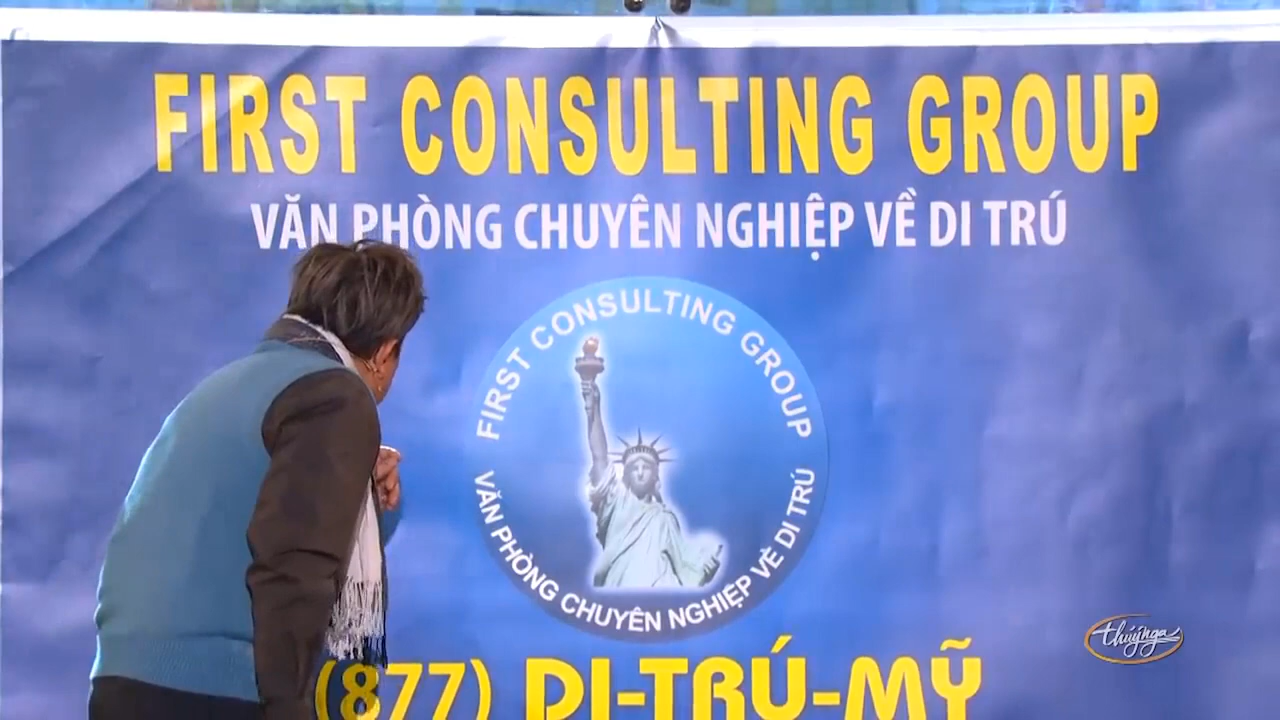 FIRST CONSULTING GROUP
VĂN PHÒNG CHUYÊN NGHIỆP VỀ DI TRÚ
FIRST CONSULTING GROUP
VĂN PHÒNG CHUYÊN NGHIỆP VỀ DI TRÚ
(877) DI-TRÚ-MỸ
thúynga